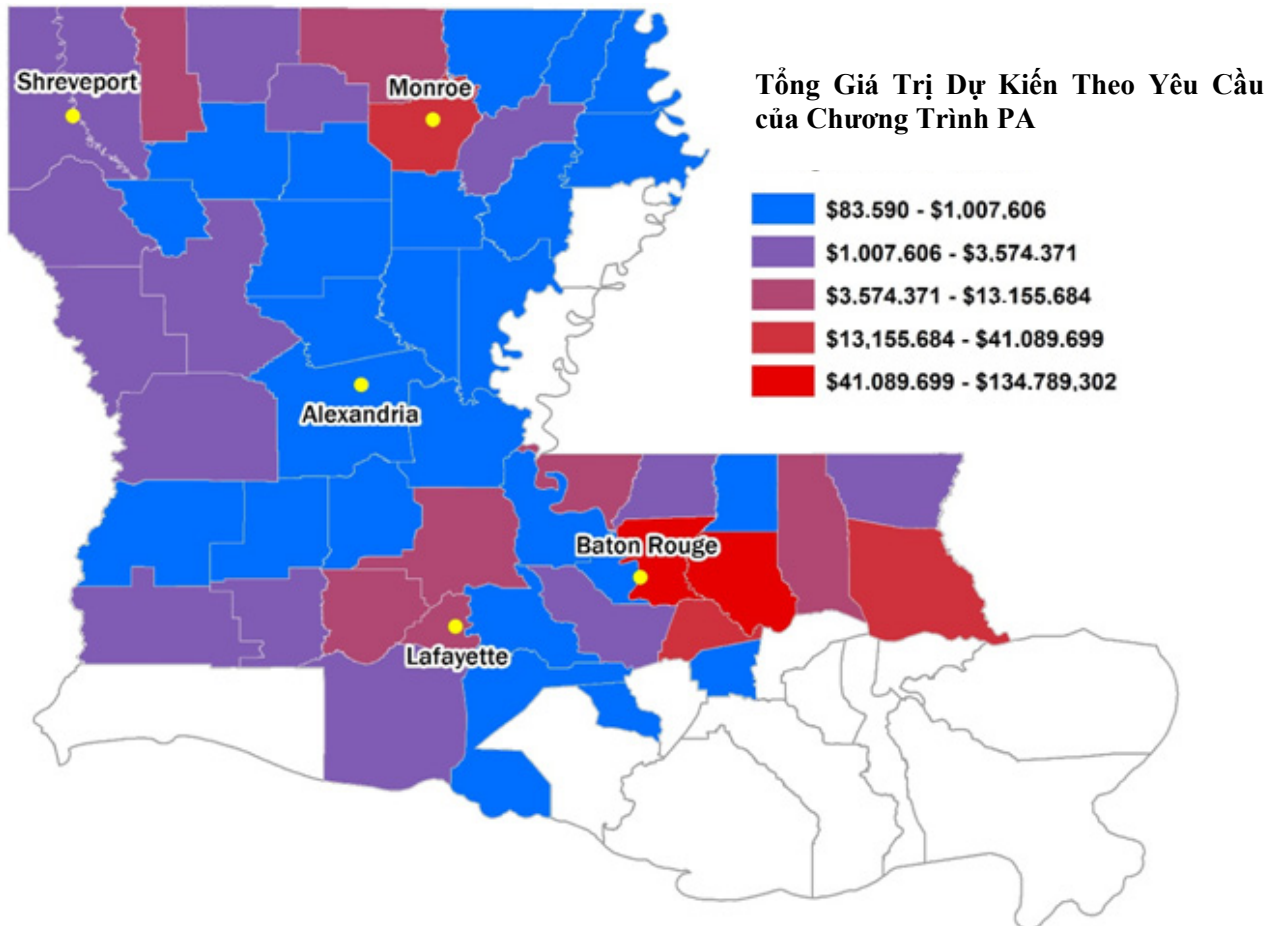 Shreveport
Monroe
Tổng Giá Trị Dự Kiến Theo Yêu Cầu
của Chương Trình PA
$83.590 - $1.007.606
$1.007.606 - $3.574.371
$3.574.371 - $13.155.684
$13,155.684 - $41.089.699
$41.089.699 - $134.789,302
Alexandria
Baton Rouge
Lafayette